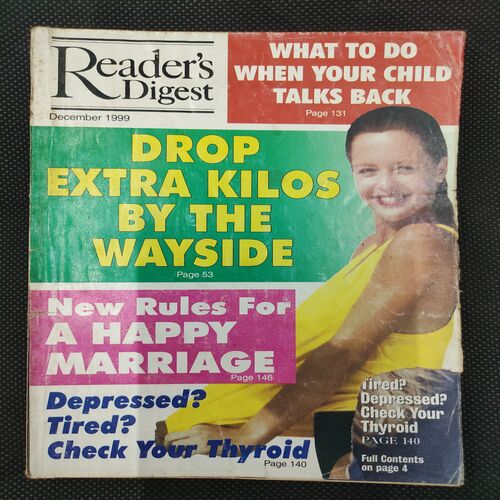 Reader's
Digest
December 1999
WHAT TO DO
WHEN YOUR CHILD
TALKS BACK
Page 131
DROP
EXTRA KILOS
BY THE
WAYSIDE
Page 53
New Rules For
A HAPPY
MARRIAGE
Page 146
Depressed?
Tired?
Check Your Thyroid
Page 140
Tired?
Depressed?
Check Your
Thyroid
PAGE 140
Full Contents
on page 4